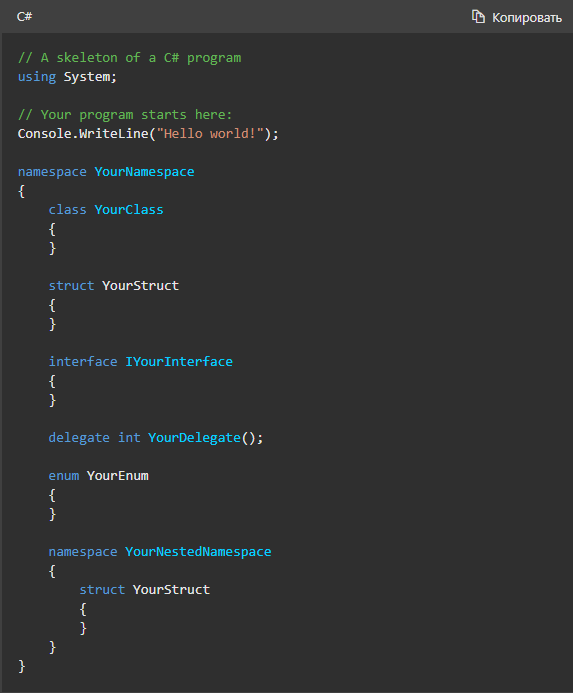 C#
Копировать
// A skeleton of a C# program
using System;
// Your program starts here:
Console.WriteLine("Hello world!");
namespace YourNamespace
{
    class YourClass
    {
    }
    struct YourStruct
    {
    }
    interface IYourInterface
    {
    }
    delegate int YourDelegate();
    enum YourEnum
    {
    }
    namespace YourNestedNamespace
    {
        struct YourStruct
        {
        }
    }
}